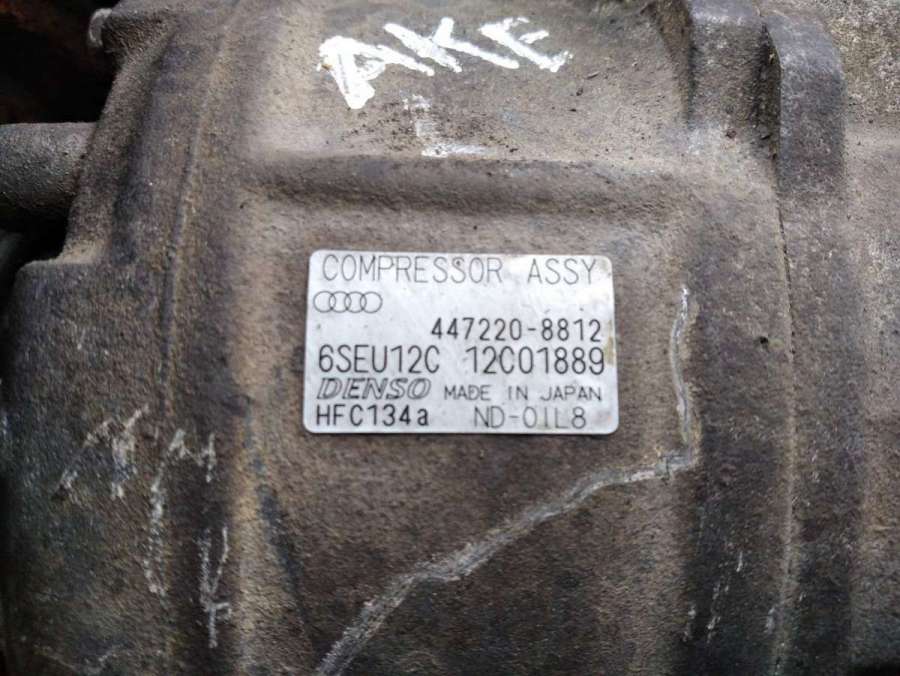 AKE
COMPRESSOR ASSY
447220-8812
6SEU12C 12C01889
DENSO MADE IN JAPAN
HFC134a ND-OIL8